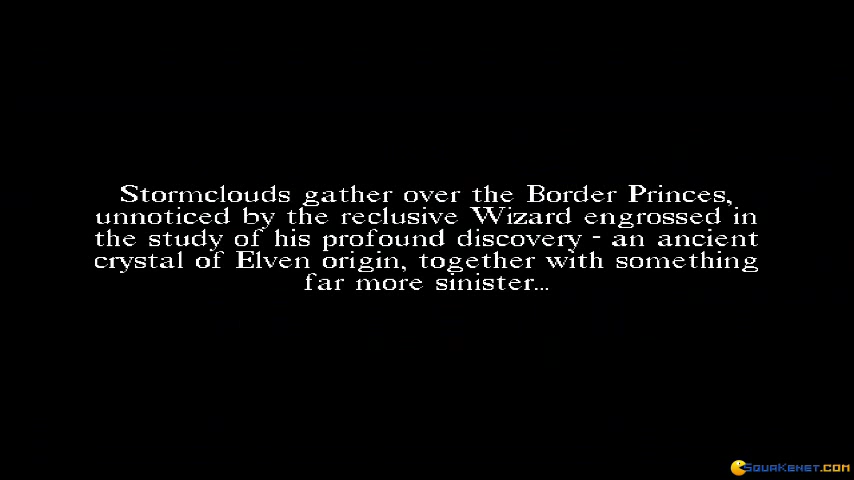 Stormclouds gather over the Border Princes,
unnoticed by the reclusive Wizard engrossed in
the study of his profound discovery - an ancient
crystal of Elven origin, together with something
far more sinister...
SquaKenet.com